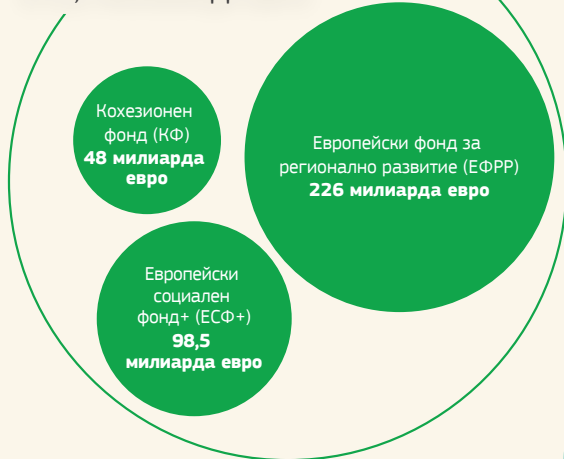 Кохезионен
фонд (КФ)
48 милиарда
евро
Европейски фонд за
регионално развитие (ЕФРР)
226 милиарда евро
Европейски
социален
фонд+ (ЕСФ+)
98,5
милиарда евро